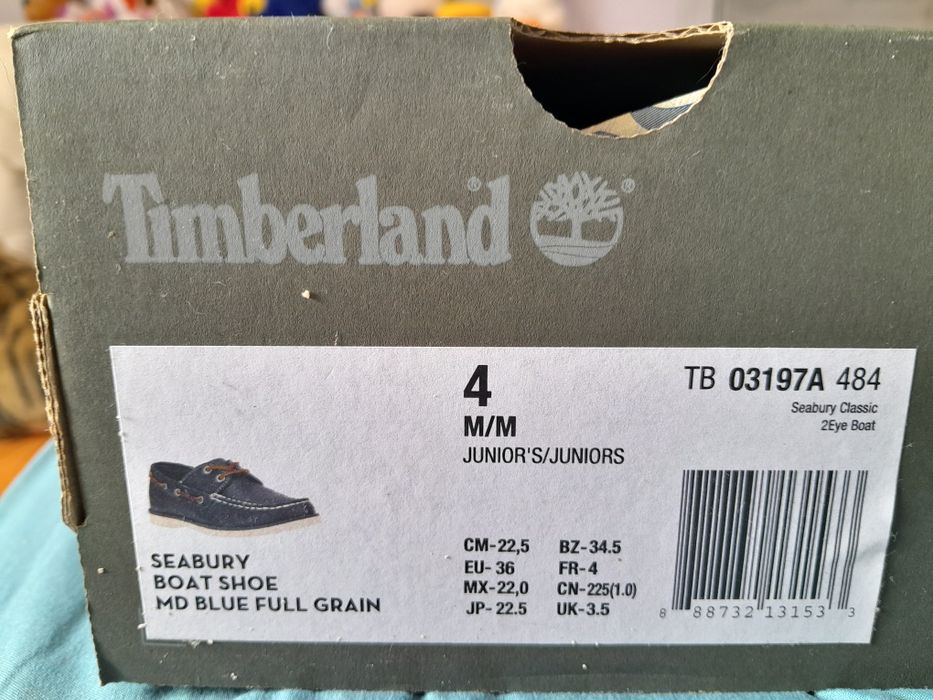 Timberland®
®
4
M/M
JUNIOR'S/JUNIORS
TB 03197A 484
Seabury Classic
2Eye Boat
SEABURY
BOAT SHOE
MD BLUE FULL GRAIN
CM-22,5 BZ-34.5
EU-36 FR-4
MX-22,0 CN-225(1.0)
JP-22.5 UK-3.5
8 88732 13153 3